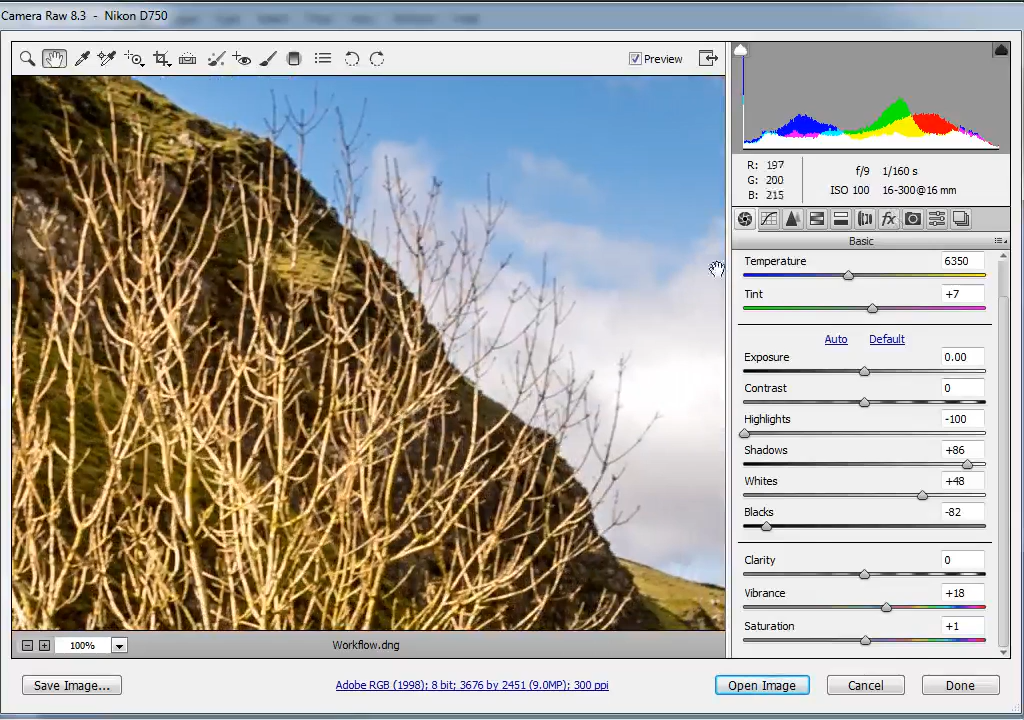 Camera Raw 8.3 - Nikon D750
Preview
R: 197
G: 200
B: 215
f/9 1/160 s
ISO 100 16-300@16 mm
fx
Basic
Temperature 6350
Tint +7
Auto Default
Exposure 0.00
Contrast 0
Highlights -100
Shadows +86
Whites +48
Blacks -82
Clarity 0
Vibrance +18
Saturation +1
100%
Workflow.dng
Save Image...
Adobe RGB (1998); 8 bit; 3676 by 2451 (9.0MP); 300 ppi
Open Image
Cancel
Done